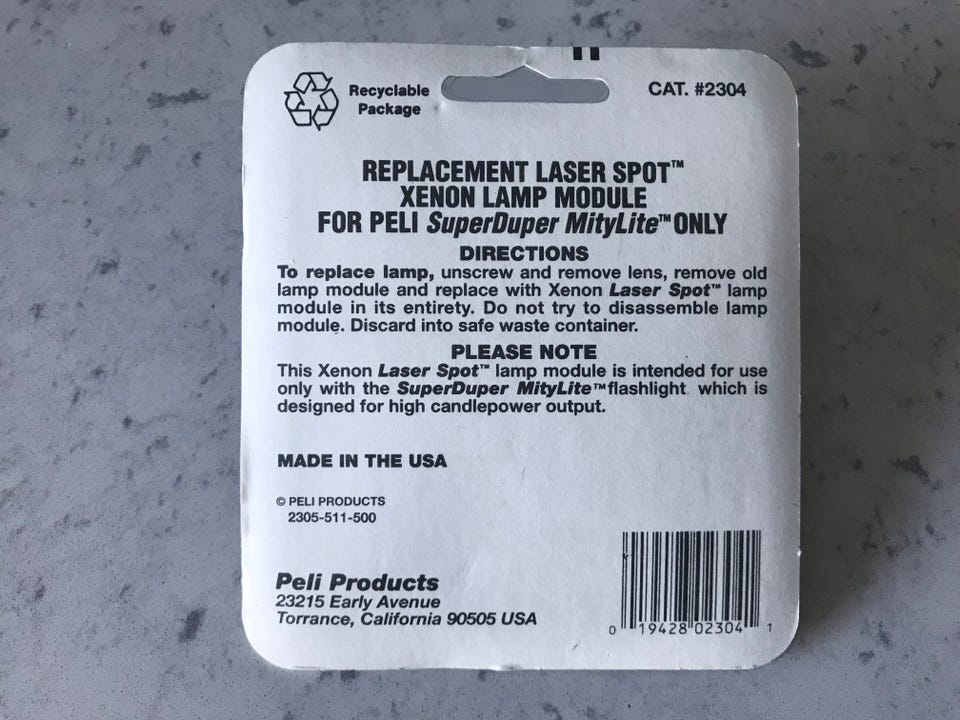 Recyclable
Package
CAT. #2304
REPLACEMENT LASER SPOT™
XENON LAMP MODULE
FOR PELI SuperDuper MityLite™ ONLY
DIRECTIONS
To replace lamp, unscrew and remove lens, remove old
lamp module and replace with Xenon Laser Spot™ lamp
module in its entirety. Do not try to disassemble lamp
module. Discard into safe waste container.
PLEASE NOTE
This Xenon Laser Spot™ lamp module is intended for use
only with the SuperDuper MityLite™ flashlight which is
designed for high candlepower output.
MADE IN THE USA
© PELI PRODUCTS
2305-511-500
Peli Products
23215 Early Avenue
Torrance, California 90505 USA
0 19428 02304 1